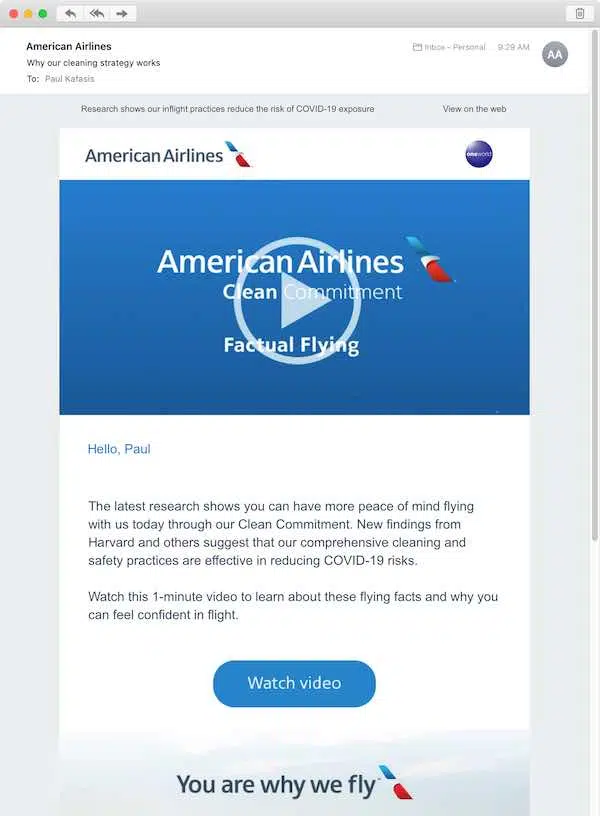 American Airlines
Inbox - Personal 9:29 AM
AA
Why our cleaning strategy works
To: Paul Kafasis
Research shows our inflight practices reduce the risk of COVID-19 exposure
View on the web
American Airlines
oneworld
American Airlines
Clean Commitment
Factual Flying
Hello, Paul
The latest research shows you can have more peace of mind flying
with us today through our Clean Commitment. New findings from
Harvard and others suggest that our comprehensive cleaning and
safety practices are effective in reducing COVID-19 risks.
Watch this 1-minute video to learn about these flying facts and why you
can feel confident in flight.
Watch video
You are why we fly™